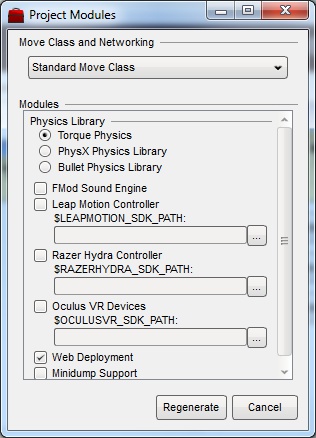 Project Modules
Move Class and Networking
Standard Move Class
Modules
Physics Library
Torque Physics
PhysX Physics Library
Bullet Physics Library
FMod Sound Engine
Leap Motion Controller
$LEAPMOTION_SDK_PATH:
...
Razer Hydra Controller
$RAZERHYDRA_SDK_PATH:
...
Oculus VR Devices
$OCULUSVR_SDK_PATH:
...
Web Deployment
Minidump Support
Regenerate Cancel